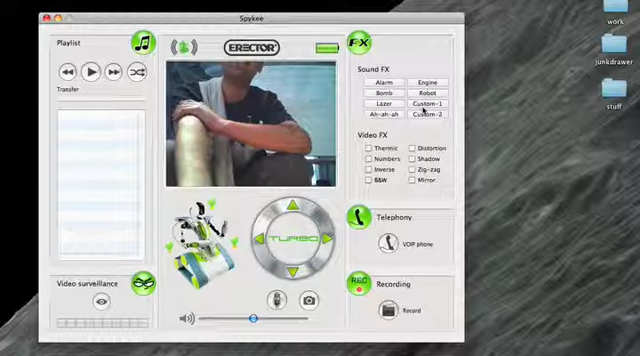 Spykee
work
junkdrawer
stuff
Playlist
Transfer
ERECTOR
FX
Sound FX
Alarm
Engine
Bomb
Robot
Lazer
Custom-1
Ah-ah-ah
Custom-2
Video FX
Thermic
Distortion
Numbers
Shadow
Inverse
Zig-zag
B&W
Mirror
TURBO
Telephony
VOIP phone
Video surveillance
REC
Recording
Record